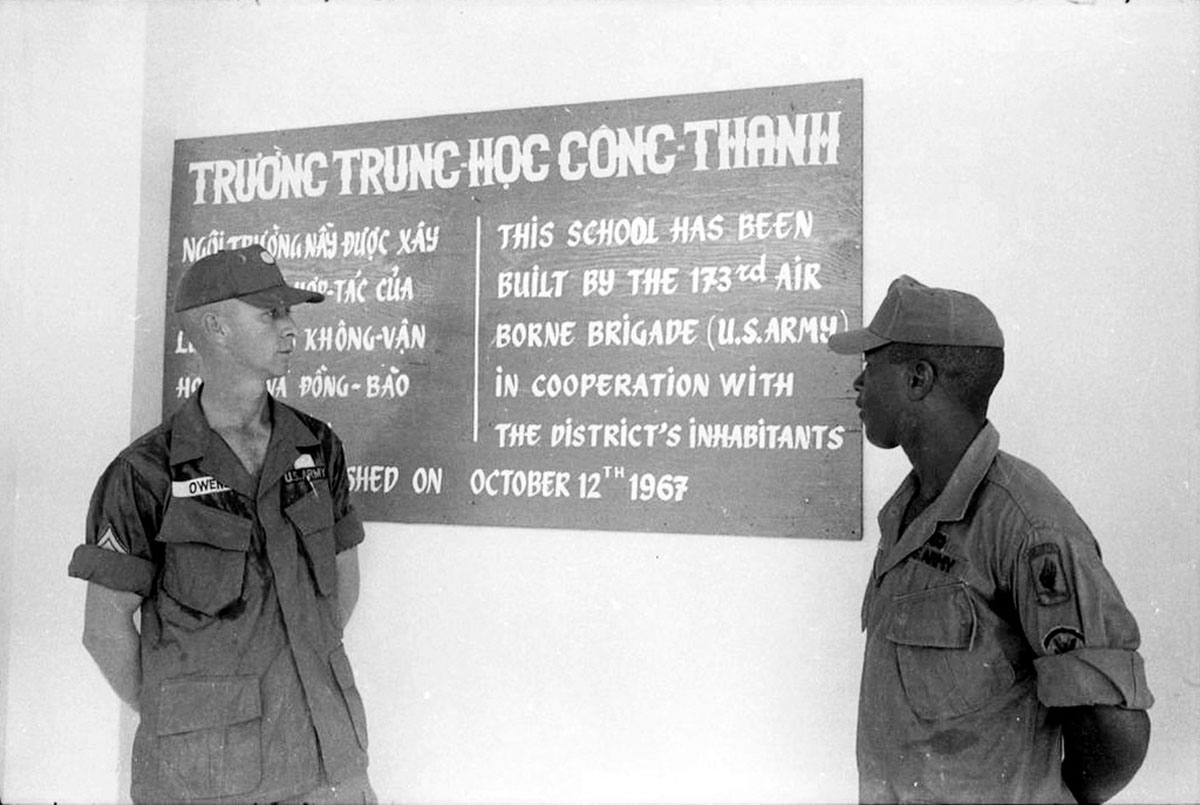 TRƯỜNG TRUNG-HỌC CÔNG-THANH
NGÔI TRƯỜNG NẦY ĐƯỢC XÂY
HỢP-TÁC CỦA
KHÔNG-VẬN
VÀ ĐỒNG-BÀO
THIS SCHOOL HAS BEEN
BUILT BY THE 173rd AIR
BORNE BRIGADE (U.S.ARMY)
IN COOPERATION WITH
THE DISTRICT'S INHABITANTS
SHED ON OCTOBER 12TH 1967
OWENS
U.S. ARMY
ARMY